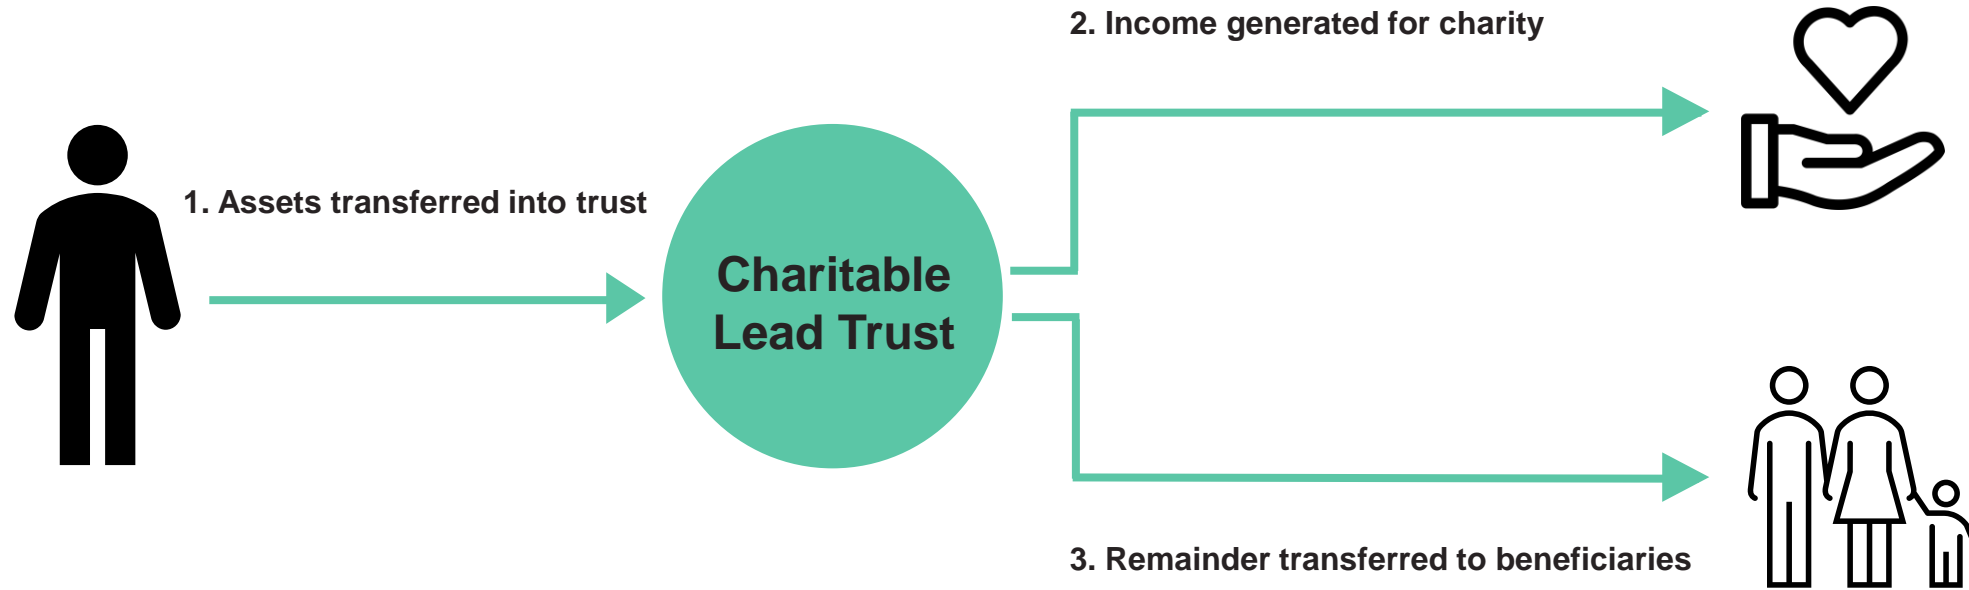 2. Income generated for charity
1. Assets transferred into trust
Charitable
Lead Trust
3. Remainder transferred to beneficiaries